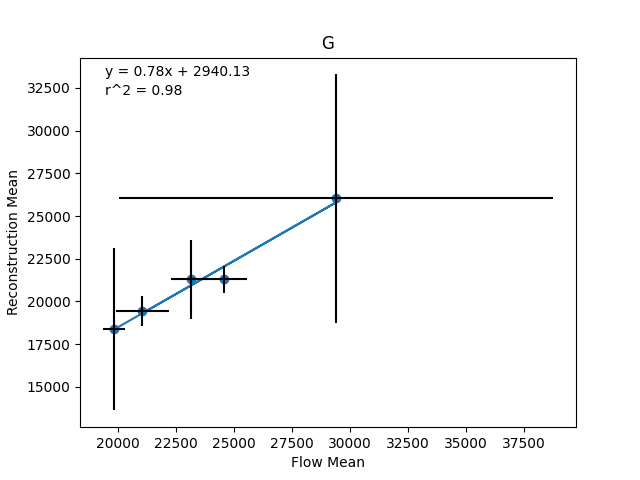 G
y = 0.78x + 2940.13
r^2 = 0.98
32500
30000
27500
25000
22500
20000
17500
15000
Reconstruction Mean
20000 22500 25000 27500 30000 32500 35000 37500
Flow Mean